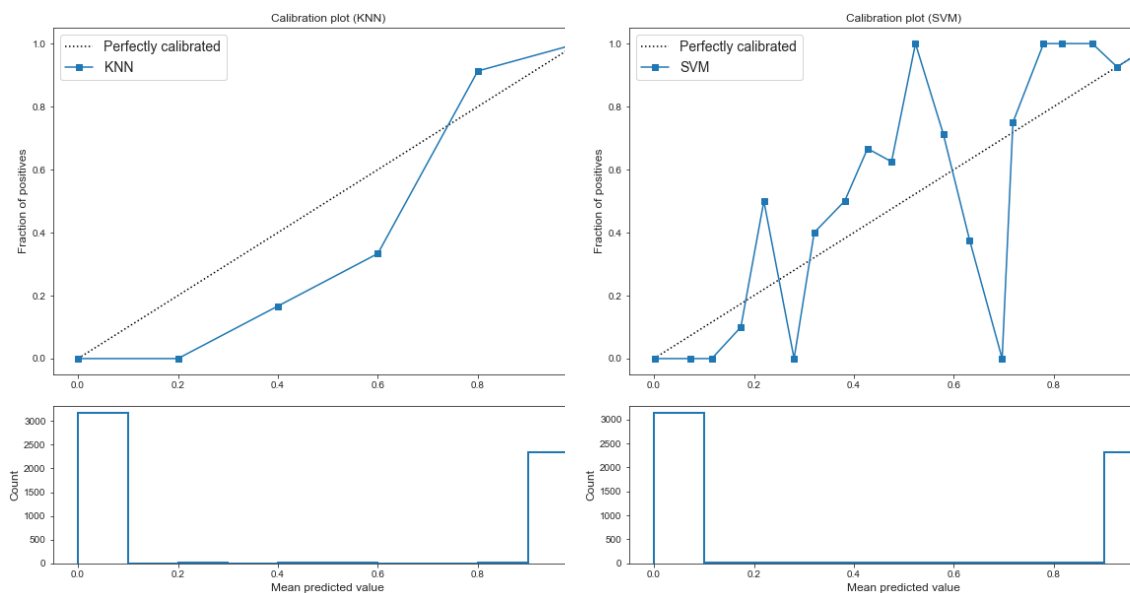 Calibration plot (KNN)
Perfectly calibrated
KNN
1.0
0.8
0.6
0.4
0.2
0.0
Fraction of positives
0.0 0.2 0.4 0.6 0.8
3000
2500
2000
1500
1000
500
0
Count
0.0 0.2 0.4 0.6 0.8
Mean predicted value
Calibration plot (SVM)
Perfectly calibrated
SVM
1.0
0.8
0.6
0.4
0.2
0.0
Fraction of positives
0.0 0.2 0.4 0.6 0.8
3000
2500
2000
1500
1000
500
0
Count
0.0 0.2 0.4 0.6 0.8
Mean predicted value